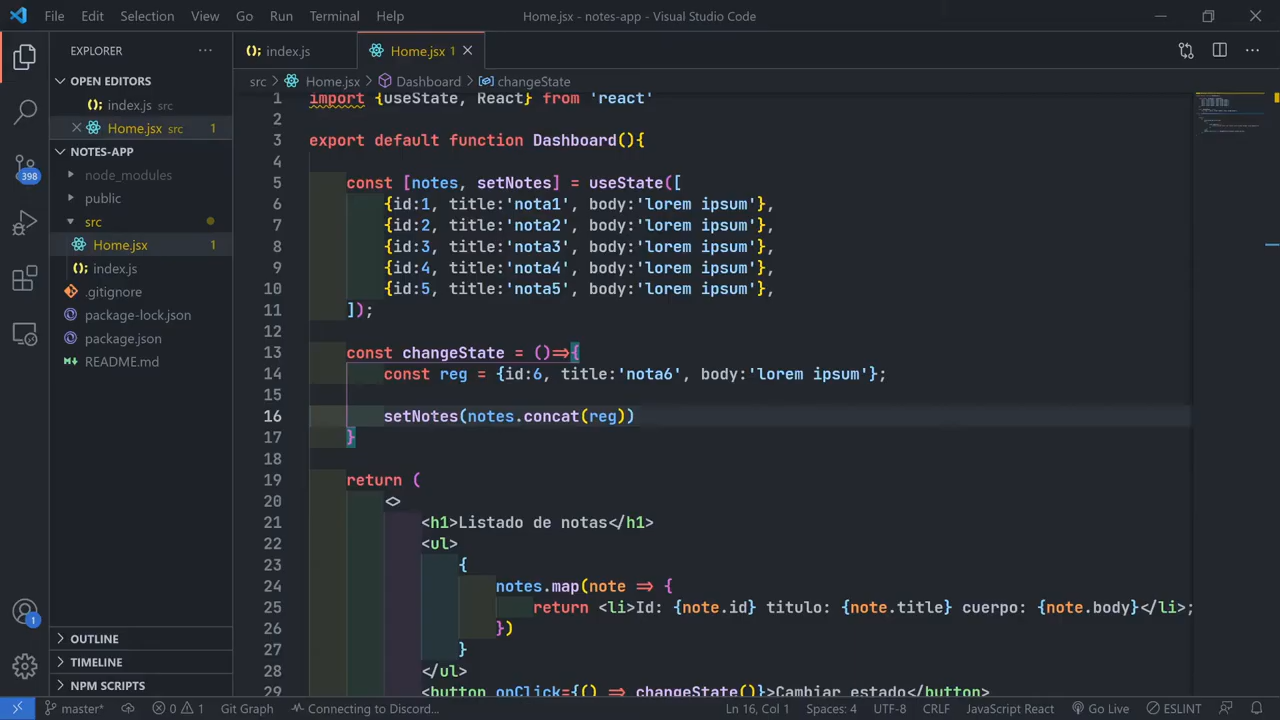 File Edit Selection View Go Run Terminal Help
Home.jsx - notes-app - Visual Studio Code
EXPLORER
OPEN EDITORS
index.js src
Home.jsx src 1
NOTES-APP
node_modules
public
src
Home.jsx 1
index.js
.gitignore
package-lock.json
package.json
README.md
OUTLINE
TIMELINE
NPM SCRIPTS
398
1
index.js
Home.jsx 1
src > Home.jsx > Dashboard > changeState
1 import {useState, React} from 'react'
2
3 export default function Dashboard(){
4
5 const [notes, setNotes] = useState([
6 {id:1, title:'nota1', body:'lorem ipsum'},
7 {id:2, title:'nota2', body:'lorem ipsum'},
8 {id:3, title:'nota3', body:'lorem ipsum'},
9 {id:4, title:'nota4', body:'lorem ipsum'},
10 {id:5, title:'nota5', body:'lorem ipsum'},
11 ]);
12
13 const changeState = ()=>{
14 const reg = {id:6, title:'nota6', body:'lorem ipsum'};
15
16 setNotes(notes.concat(reg))
17 }
18
19 return (
20 <>
21 <h1>Listado de notas</h1>
22 <ul>
23 {
24 notes.map(note => {
25 return <li>Id: {note.id} titulo: {note.title} cuerpo: {note.body}</li>;
26 })
27 }
28 </ul>
29 <button onClick={() => changeState()}>Cambiar estado</button>
master* 0 1 Git Graph Connecting to Discord... Ln 16, Col 1 Spaces: 4 UTF-8 CRLF JavaScript React Go Live ESLINT